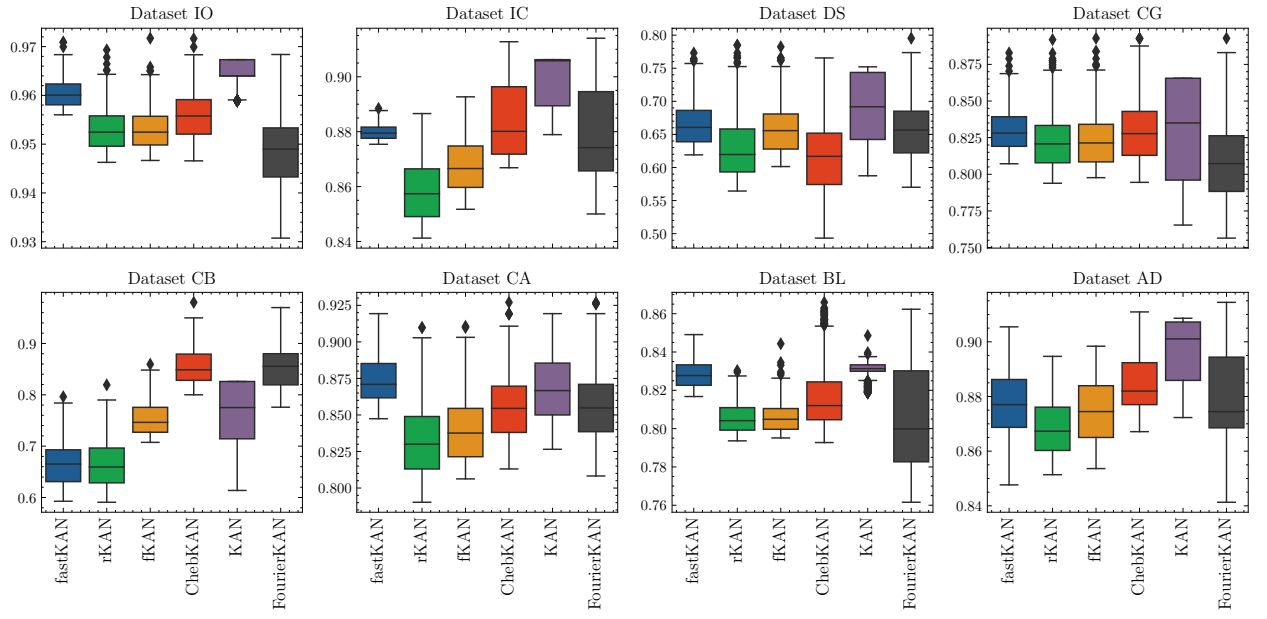 Dataset IO
0.97
0.96
0.95
0.94
0.93
Dataset IC
0.90
0.88
0.86
0.84
Dataset DS
0.80
0.75
0.70
0.65
0.60
0.55
0.50
Dataset CG
0.875
0.850
0.825
0.800
0.775
0.750
Dataset CB
0.9
0.8
0.7
0.6
fastKAN
rKAN
fKAN
ChebKAN
KAN
FourierKAN
Dataset CA
0.925
0.900
0.875
0.850
0.825
0.800
fastKAN
rKAN
fKAN
ChebKAN
KAN
FourierKAN
Dataset BL
0.86
0.84
0.82
0.80
0.78
0.76
fastKAN
rKAN
fKAN
ChebKAN
KAN
FourierKAN
Dataset AD
0.90
0.88
0.86
0.84
fastKAN
rKAN
fKAN
ChebKAN
KAN
FourierKAN